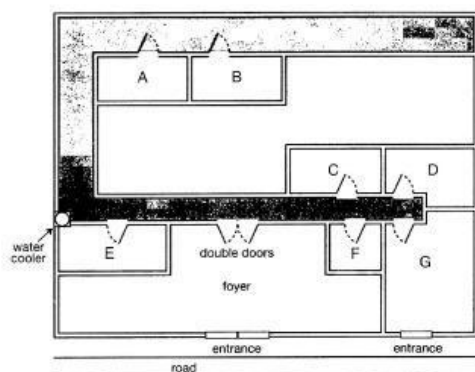 A
B
C
D
water
cooler
E
double doors
F
G
foyer
entrance
entrance
road